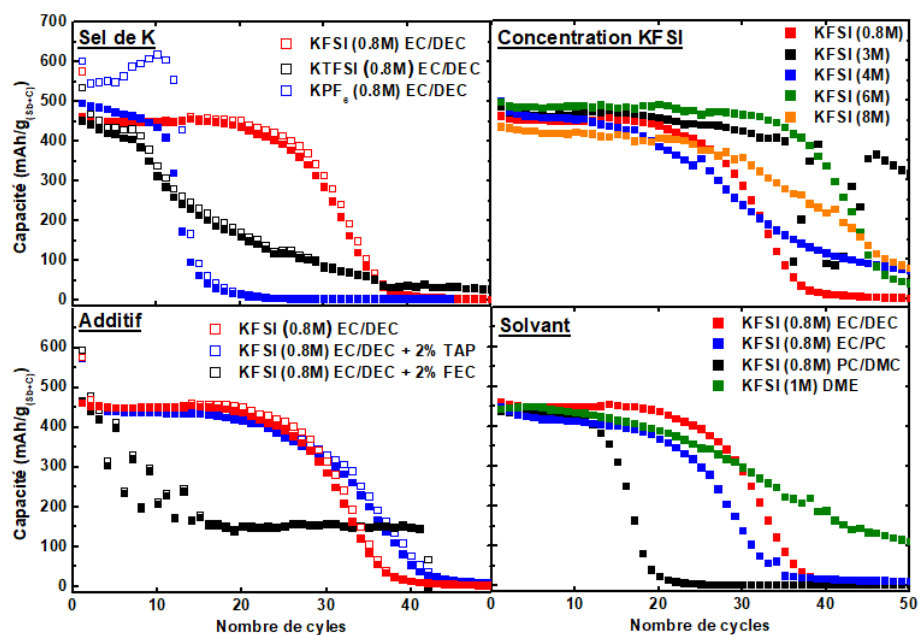 Sel de K
KFSI (0.8M) EC/DEC
KTFSI (0.8M) EC/DEC
KPF6 (0.8M) EC/DEC
Capacité (mAh/g(Sb+C)
700
600
500
400
300
200
100
0
Concentration KFSI
KFSI (0.8M)
KFSI (3M)
KFSI (4M)
KFSI (6M)
KFSI (8M)
Additif
KFSI (0.8M) EC/DEC
KFSI (0.8M) EC/DEC + 2% TAP
KFSI (0.8M) EC/DEC + 2% FEC
Capacité (mAh/g(Sb+C)
600
500
400
300
200
100
0
0 10 20 30 40
Nombre de cyles
Solvant
KFSI (0.8M) EC/DEC
KFSI (0.8M) EC/PC
KFSI (0.8M) PC/DMC
KFSI (1M) DME
0 10 20 30 40 50
Nombre de cycles